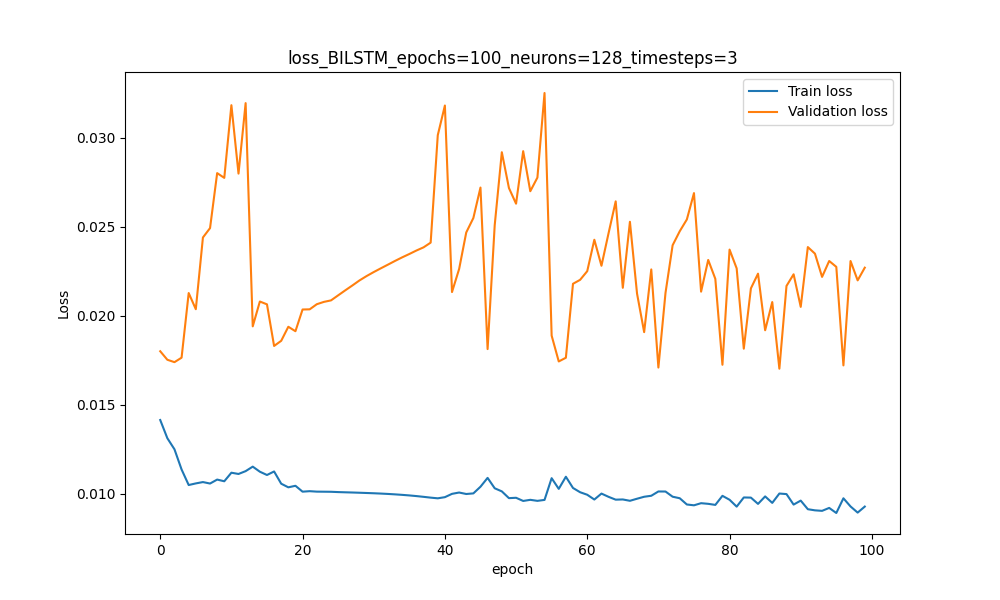 loss_BILSTM_epochs=100_neurons=128_timesteps=3
Train loss
Validation loss
0.030
0.025
0.020
0.015
0.010
Loss
0 20 40 60 80 100
epoch